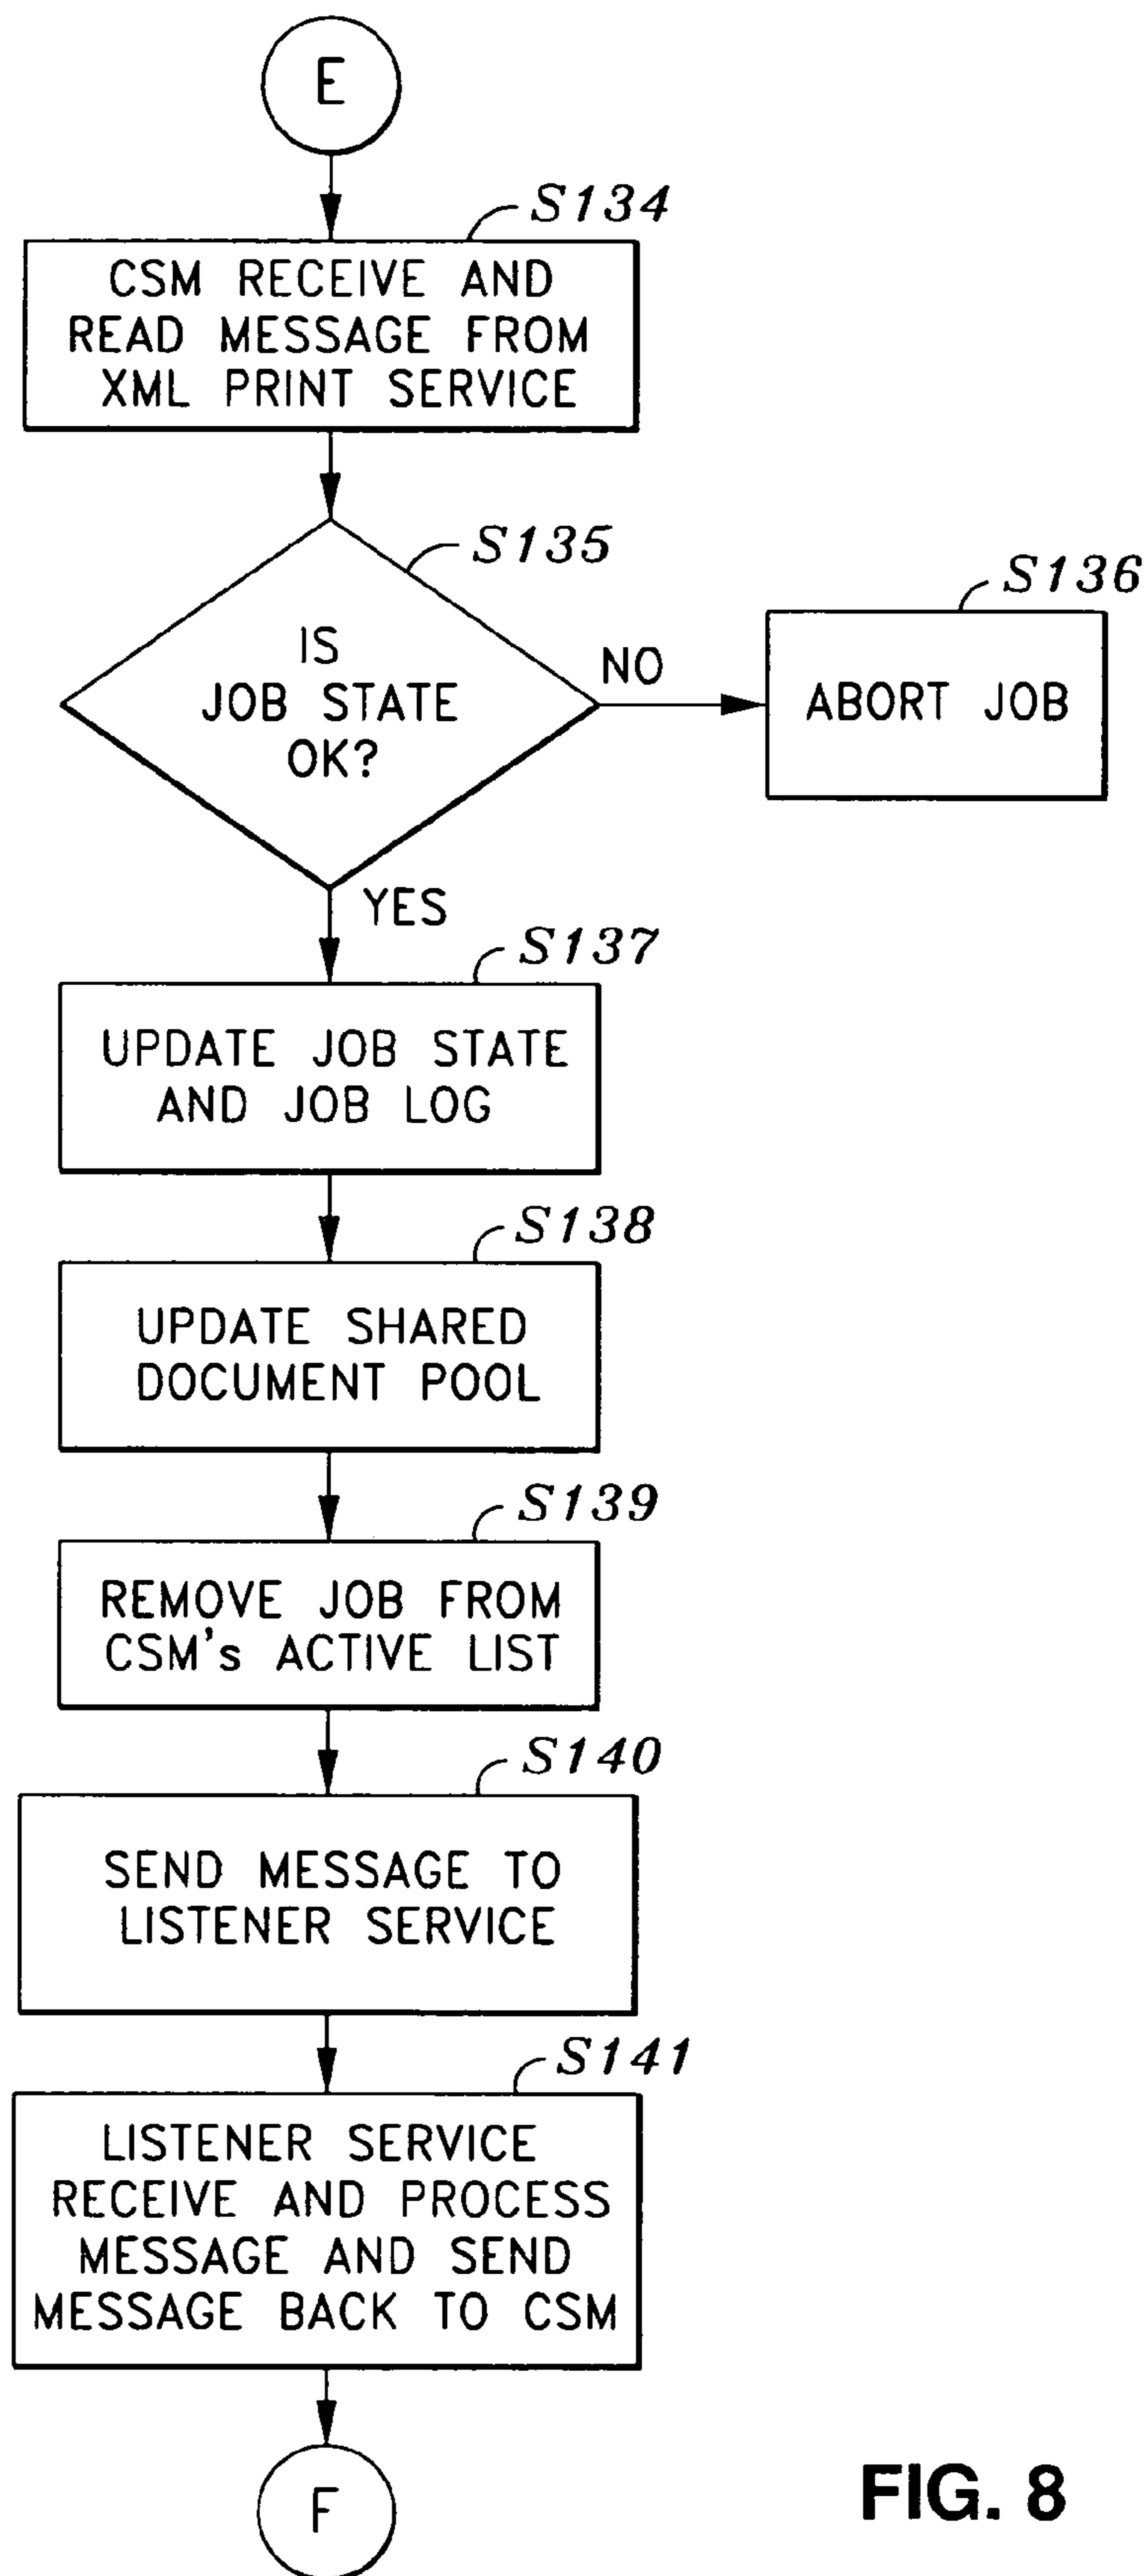 E
S134
CSM RECEIVE AND
READ MESSAGE FROM
XML PRINT SERVICE
S135
IS
JOB STATE
OK?
NO
S136
ABORT JOB
YES
S137
UPDATE JOB STATE
AND JOB LOG
S138
UPDATE SHARED
DOCUMENT POOL
S139
REMOVE JOB FROM
CSM's ACTIVE LIST
S140
SEND MESSAGE TO
LISTENER SERVICE
S141
LISTENER SERVICE
RECEIVE AND PROCESS
MESSAGE AND SEND
MESSAGE BACK TO CSM
F
FIG. 8